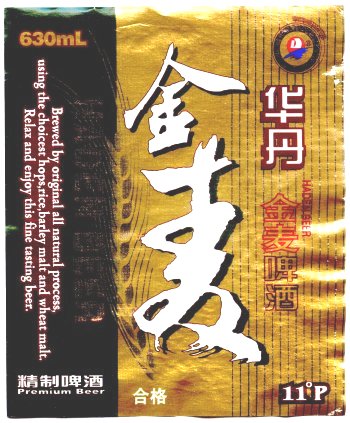 630mL
Brewed by original all natural process,
using the choicest hops,rice,barley malt and wheat malt.
Relax and enjoy this fine tasting beer.
金麦
华丹
HUADAN BEER
金麦啤酒
精制啤酒
Premium Beer
合格
11°P